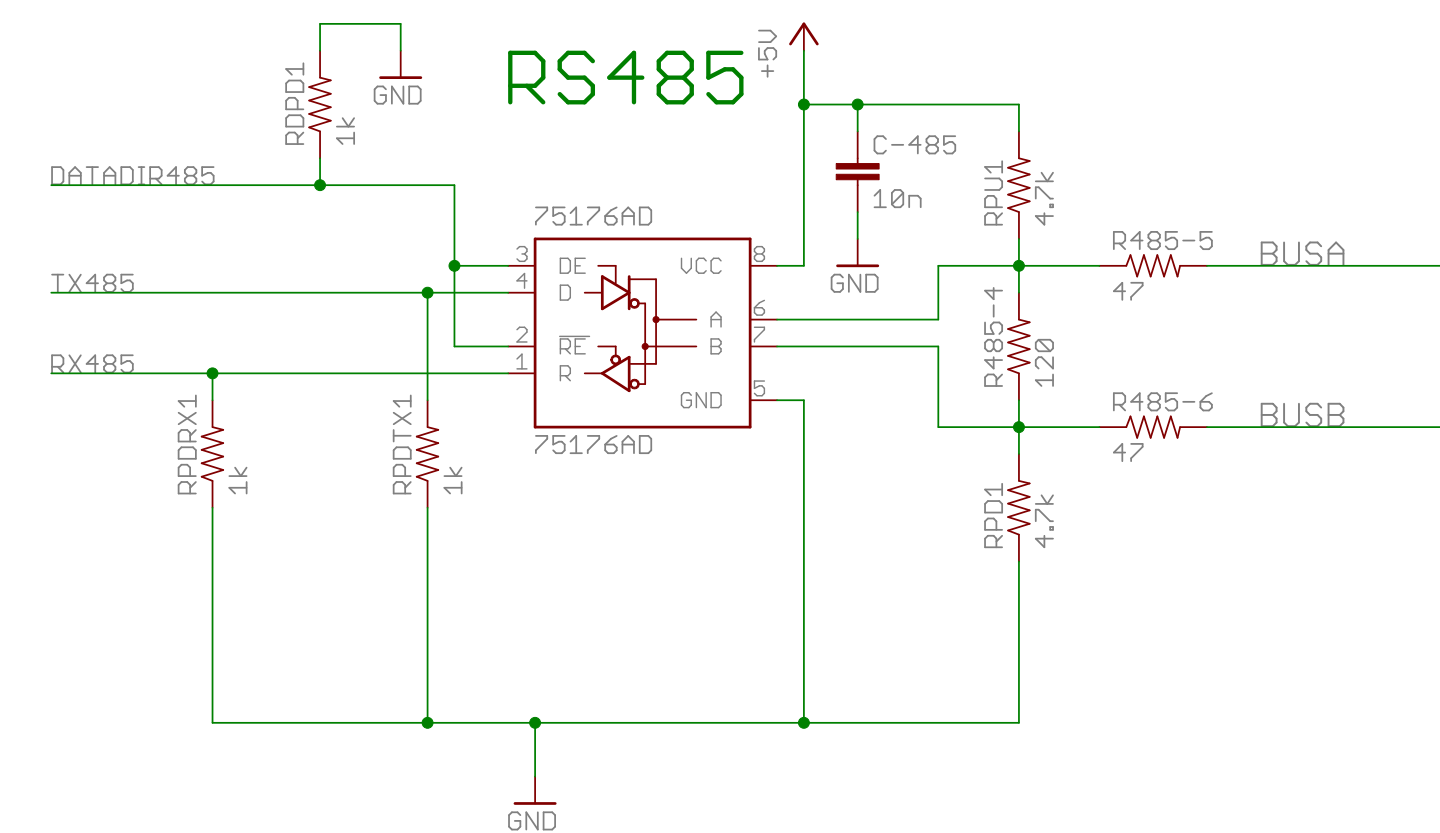 RS485
+5V
RDPD1
1k
GND
DATADIR485
C-485
10n
GND
RPU1
4.7k
75176AD
3
DE
VCC
8
TX485
4
D
A
6
2
RE
B
7
RX485
1
R
GND
5
75176AD
R485-5
47
BUSA
R485-4
120
R485-6
47
BUSB
RPDRX1
1k
RPDTX1
1k
RPD1
4.7k
GND